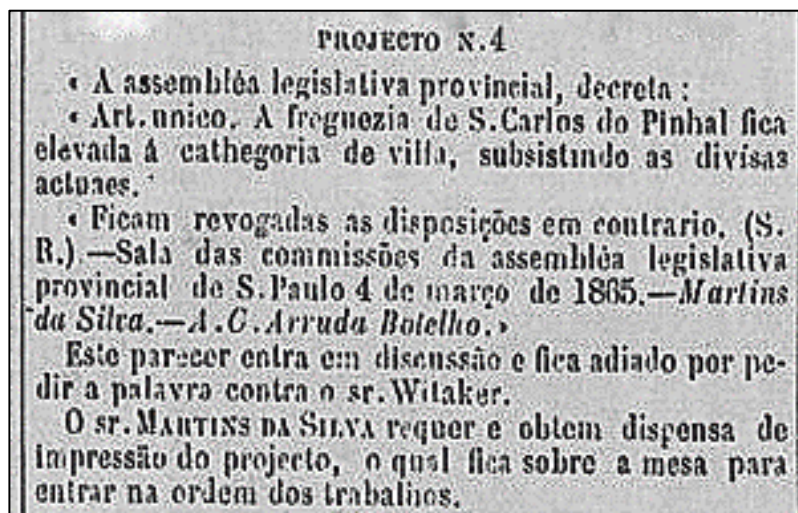 PROJECTO N. 4
« A assembléa legislativa provincial, decreta :
« Art. unico. A freguezia de S. Carlos do Pinhal fica
elevada á cathegoria de villa, subsistindo as divisas
actuaes.
« Ficam revogadas as disposições em contrario. (S.
R.) —Sala das commissões da assembléa legislativa
provincial de S. Paulo 4 de março de 1865.—Martins
da Silva.—A. C. Arruda Botelho. »
Este parecer entra em discussão e fica adiado por pe-
dir a palavra contra o sr. Witaker.
O sr. MARTINS DA SILVA requer e obtem dispensa de
impressão do projecto, o qual fica sobre a mesa para
entrar na ordem dos trabalhos.